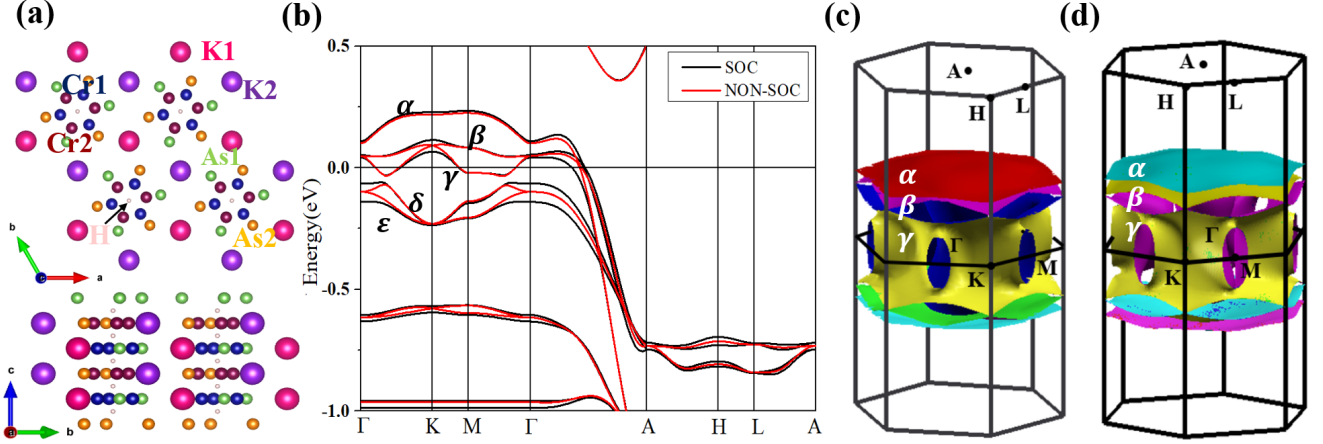 (a)
K1
Cr1
K2
Cr2
As1
H
As2
b
a
c
a
b
(b)
Energy(eV)
0.5
0.0
-0.5
-1.0
SOC
NON-SOC
α
β
γ
δ
ε
Γ K M Γ A H L A
(c)
A
H
L
α
β
γ
Γ
K
M
(d)
A
H
L
α
β
γ
Γ
K
M